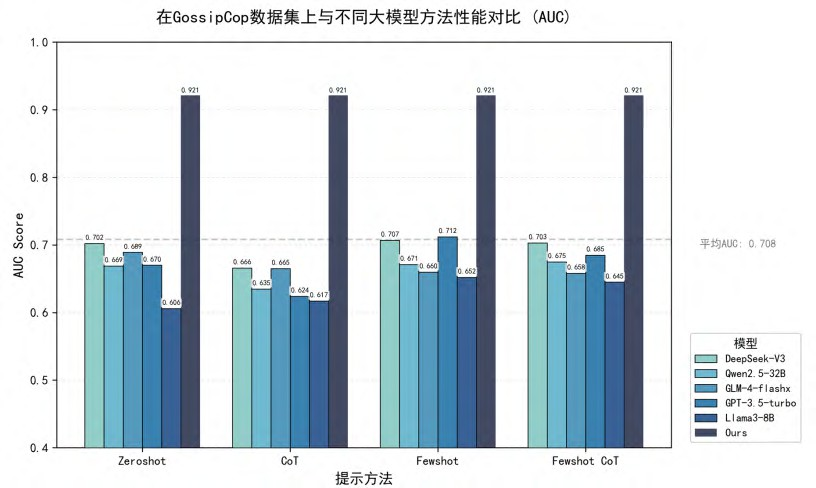 在GossipCop数据集上与不同大模型方法性能对比 (AUC)
1.0
0.9
0.8
0.7
0.6
0.5
0.4
AUC Score
0.702
0.669
0.689
0.670
0.606
0.921
0.666
0.635
0.665
0.624
0.617
0.921
0.707
0.671
0.660
0.712
0.652
0.921
0.703
0.675
0.658
0.685
0.645
0.921
平均AUC: 0.708
Zeroshot
CoT
Fewshot
Fewshot CoT
提示方法
模型
DeepSeek-V3
Qwen2.5-32B
GLM-4-flashx
GPT-3.5-turbo
Llama3-8B
Ours